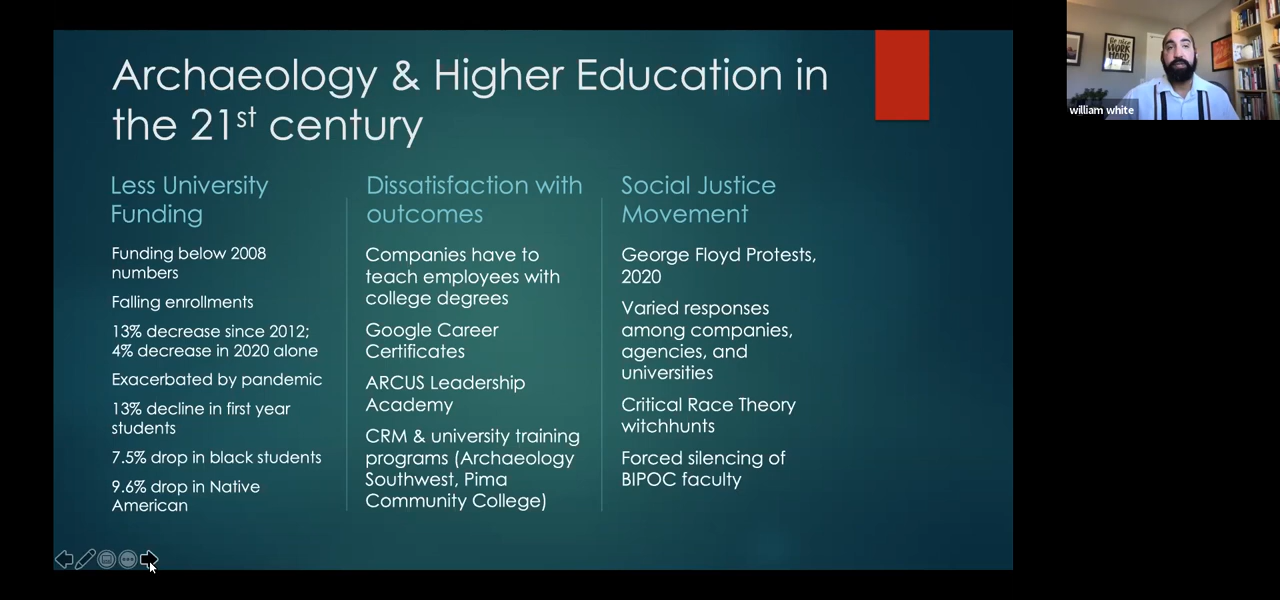 Archaeology & Higher Education in
the 21st century
Less University
Funding
Funding below 2008
numbers
Falling enrollments
13% decrease since 2012;
4% decrease in 2020 alone
Exacerbated by pandemic
13% decline in first year
students
7.5% drop in black students
9.6% drop in Native
American
Dissatisfaction with
outcomes
Companies have to
teach employees with
college degrees
Google Career
Certificates
ARCUS Leadership
Academy
CRM & university training
programs (Archaeology
Southwest, Pima
Community College)
Social Justice
Movement
George Floyd Protests,
2020
Varied responses
among companies,
agencies, and
universities
Critical Race Theory
witchhunts
Forced silencing of
BIPOC faculty
WORK
HARD
william white